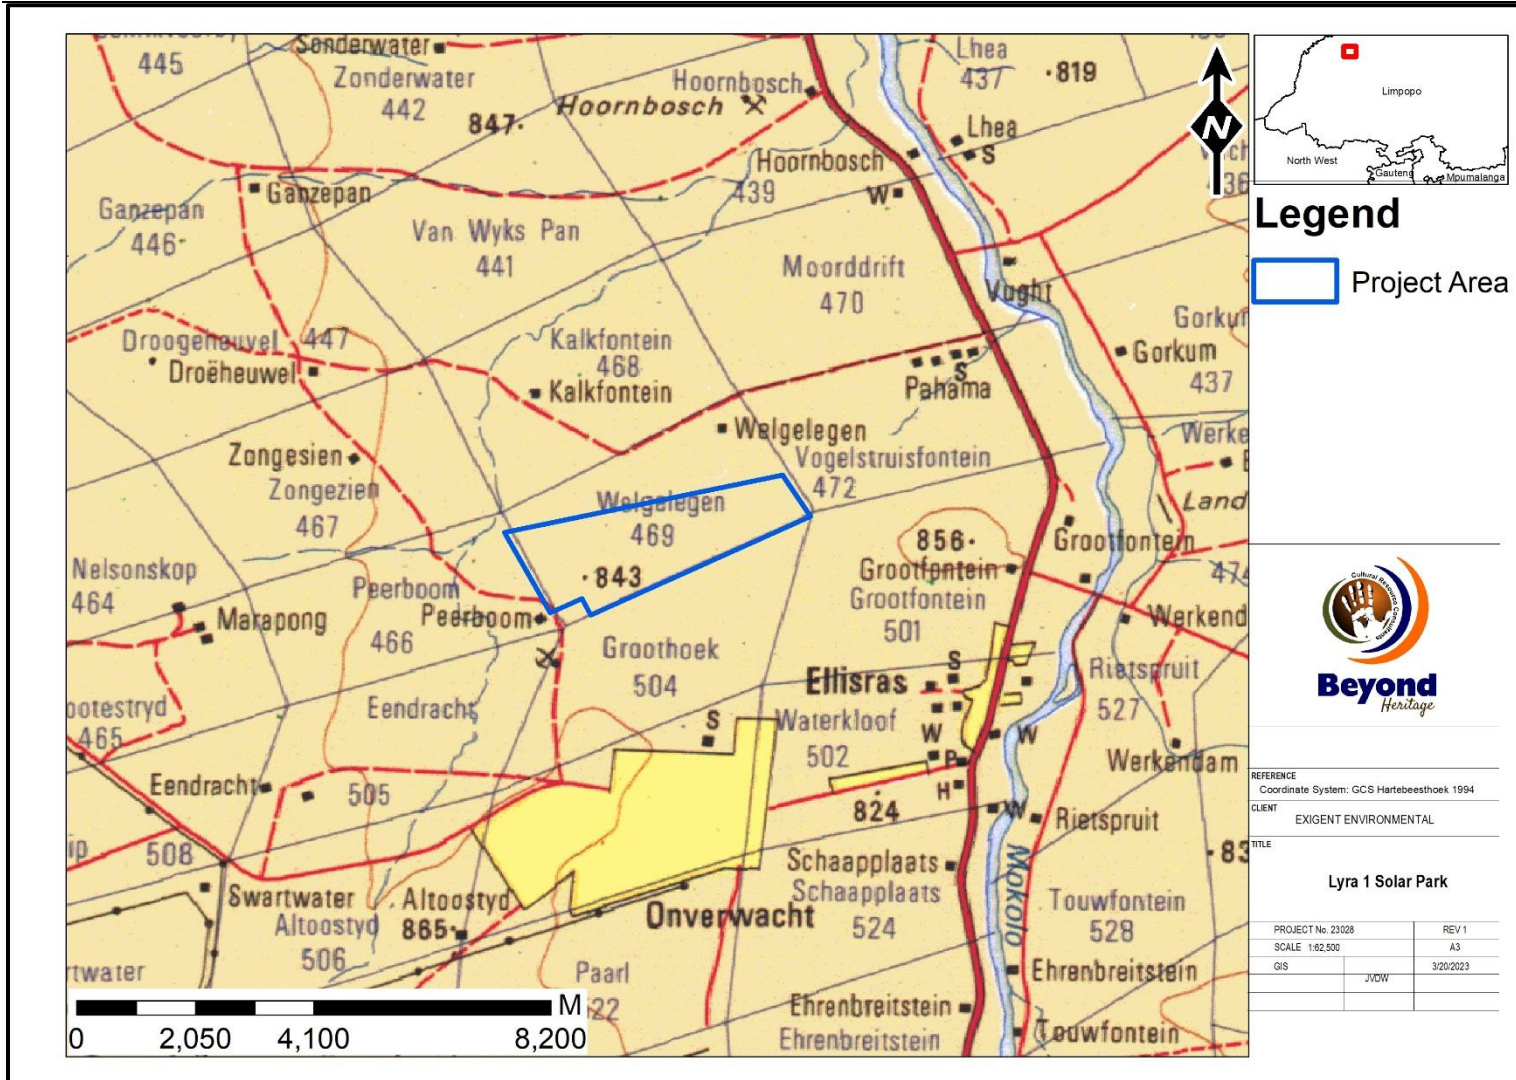 445
Sonderwater
Zonderwater
442
847
Hoornbosch
Hoornbosch
Lhea
437
819
Lhea
S
Hoornbosch
W
439
Ganzepan
Ganzepan
446
Van Wyks Pan
441
Moorddrift
470
Vught
Gorkum
437
Droogeheuvel 447
Droëheuwel
Kalkfontein
468
Kalkfontein
S
Pahama
Welgelegen
Vogelstruisfontein
472
Zongesien
Zongezien
467
Welgelegen
469
843
856
Grootfontein
Grootfontein
Grootfontein
501
Land
Nelsonskop
464
Marapong
Peerboom
466
Peerboom
Groothoek
504
Ellisras
S
Rietspruit
527
Eendracht
S
Waterkloof
502
W
W
P
H
824
Werkendam
465
Eendracht
505
508
W
Rietspruit
Swartwater
Altoostyd
506
Altoostyd
865
Onverwacht
Schaapplaats
Schaapplaats
524
Mokolo
Touwfontein
528
Paarl
Ehrenbreitstein
Ehrenbreitstein
Ehrenbreitstein
Touwfontein
M
0 2,050 4,100 8,200
N
Limpopo
North West
Gauteng
Mpumalanga
Legend
Project Area
Cultural Resource Consultants
Beyond
Heritage
REFERENCE
Coordinate System: GCS Hartebeesthoek 1994
CLIENT
EXIGENT ENVIRONMENTAL
TITLE
Lyra 1 Solar Park
PROJECT No. 23028 REV 1
SCALE 1:62,500 A3
GIS 3/20/2023
JVDW